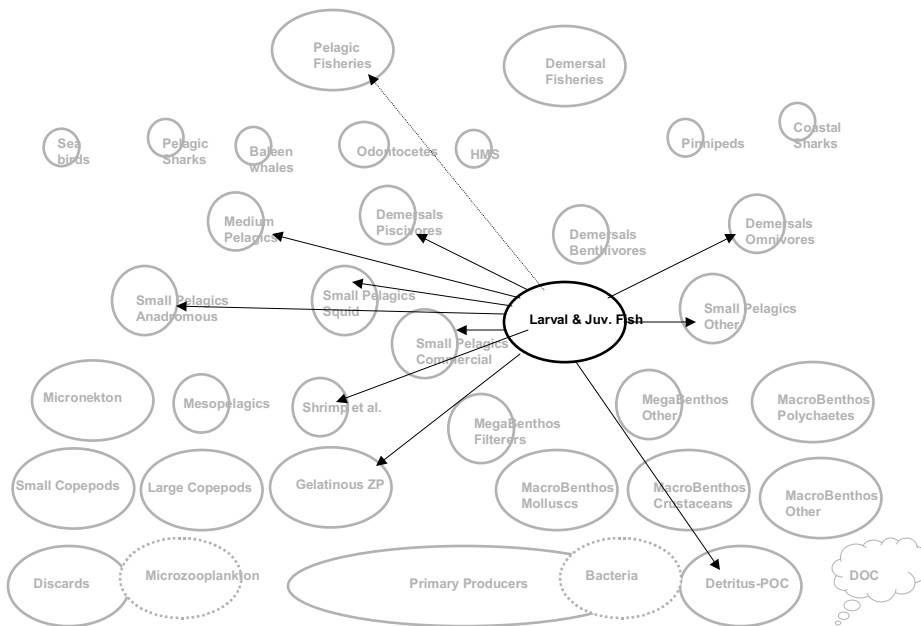 Pelagic
Fisheries
Demersal
Fisheries
Sea
birds
Pelagic
Sharks
Baleen
whales
Odontocetes
HMS
Pinnipeds
Coastal
Sharks
Medium
Pelagics
Demersals
Piscivores
Demersals
Benthivores
Demersals
Omnivores
Small Pelagics
Anadromous
Small Pelagics
Squid
Small Pelagics
Commercial
Larval & Juv. Fish
Small Pelagics
Other
Micronekton
Mesopelagics
Shrimp et al.
MegaBenthos
Filterers
MegaBenthos
Other
MacroBenthos
Polychaetes
Small Copepods
Large Copepods
Gelatinous ZP
MacroBenthos
Molluscs
MacroBenthos
Crustaceans
MacroBenthos
Other
Discards
Microzooplankton
Primary Producers
Bacteria
Detritus-POC
DOC